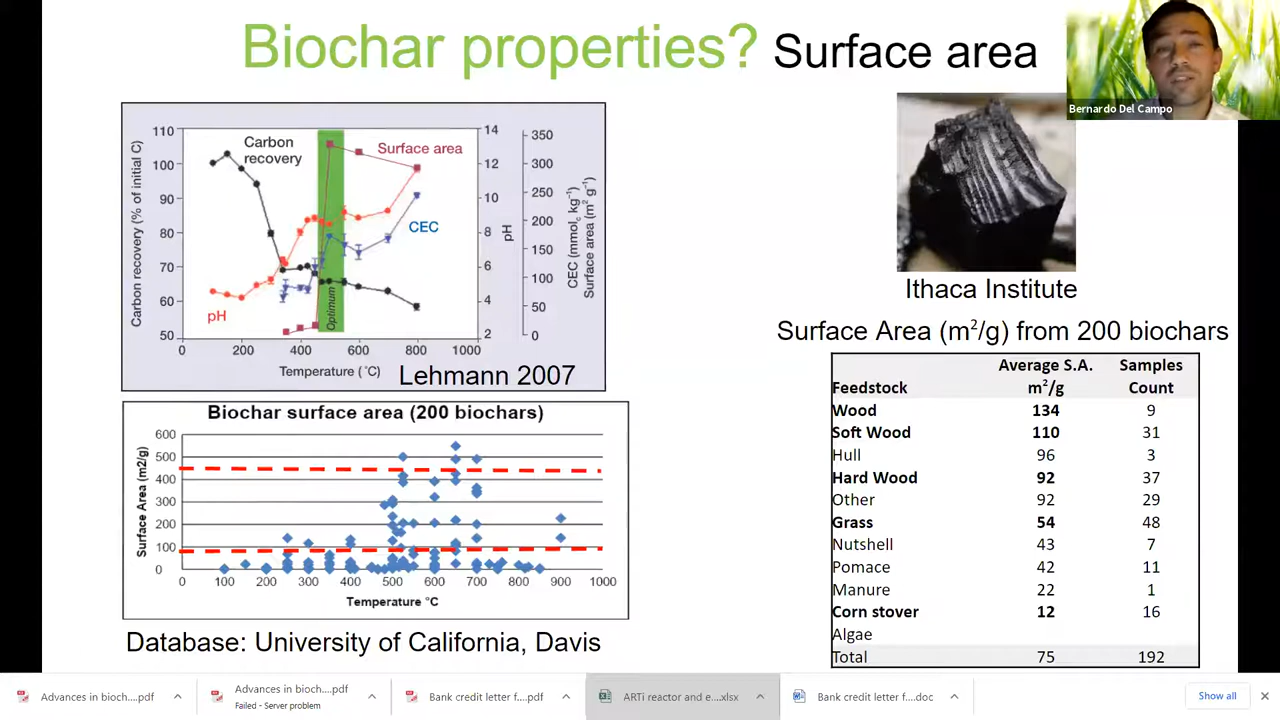 Biochar properties? Surface area
Bernardo Del Campo
110
100
90
80
70
60
50
Carbon recovery (% of initial C)
Carbon
recovery
Surface area
CEC
pH
Optimum
14
12
10
8
6
4
2
pH
350
300
250
200
150
100
50
0
CEC (mmolc kg-1)
Surface area (m2 g-1)
0 200 400 600 800 1000
Temperature (°C)
Lehmann 2007
Biochar surface area (200 biochars)
600
500
400
300
200
100
0
Surface Area (m2/g)
0 100 200 300 400 500 600 700 800 900 1000
Temperature °C
Database: University of California, Davis
Ithaca Institute
Surface Area (m2/g) from 200 biochars
Average S.A. Samples
Feedstock m2/g Count
Wood 134 9
Soft Wood 110 31
Hull 96 3
Hard Wood 92 37
Other 92 29
Grass 54 48
Nutshell 43 7
Pomace 42 11
Manure 22 1
Corn stover 12 16
Algae
Total 75 192
Advances in bioch....pdf
Advances in bioch....pdf
Failed - Server problem
Bank credit letter f....pdf
ARTi reactor and e....xlsx
Bank credit letter f....doc
Show all